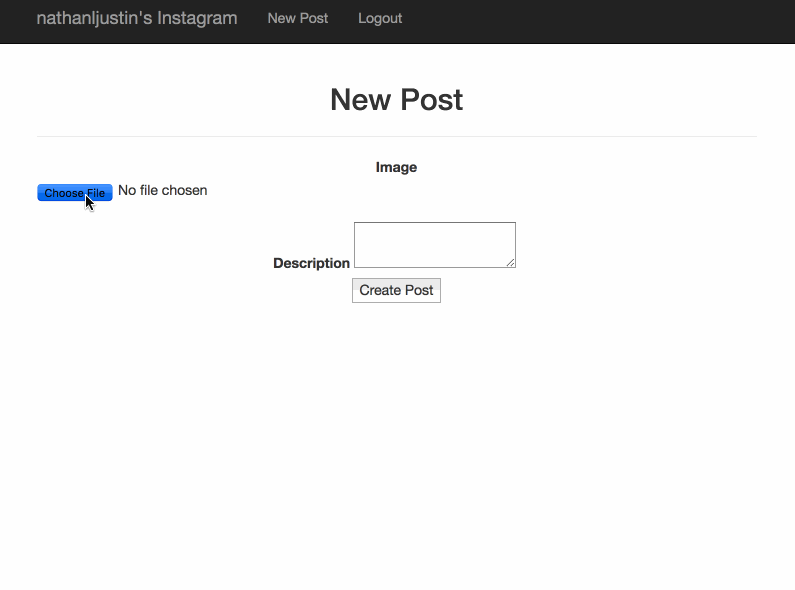 nathanljustin's Instagram New Post Logout
New Post
Image
Choose File No file chosen
Description
Create Post